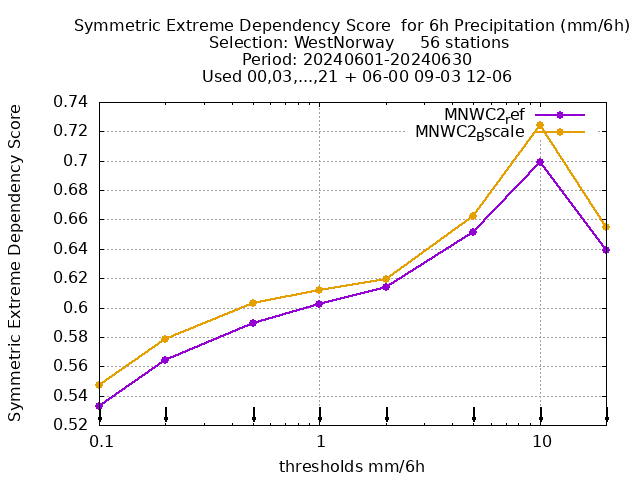 Symmetric Extreme Dependency Score  for 6h Precipitation (mm/6h)
Selection: WestNorway     56 stations
Period: 20240601-20240630
Used 00,03,...,21 + 06-00 09-03 12-06
Symmetric Extreme Dependency Score
0.74
0.72
0.7
0.68
0.66
0.64
0.62
0.6
0.58
0.56
0.54
0.52
MNWC2ref
MNWC2Bscale
0.1 1 10
thresholds mm/6h